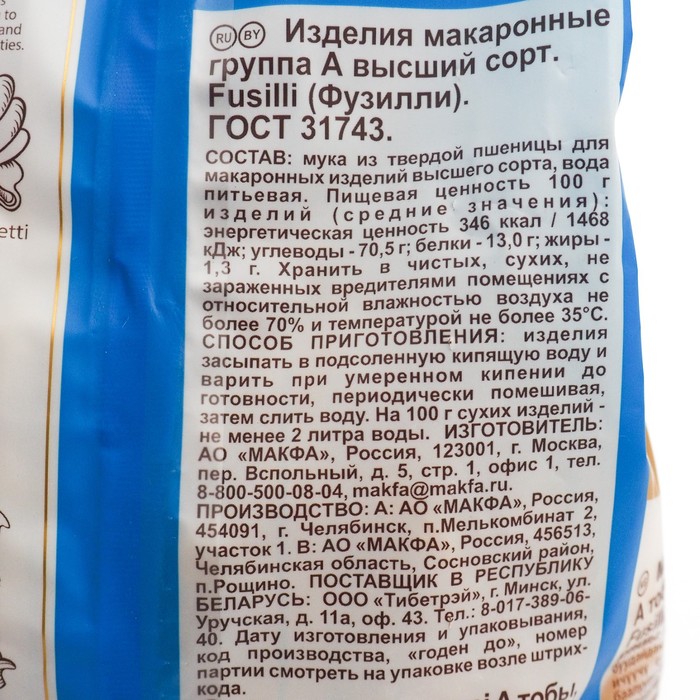 to
and
ties.
etti
RU BY Изделия макаронные
группа А высший сорт.
Fusilli (Фузилли).
ГОСТ 31743.
СОСТАВ: мука из твердой пшеницы для
макаронных изделий высшего сорта, вода
питьевая. Пищевая ценность 100 г
изделий (средние значения):
энергетическая ценность 346 ккал / 1468
кДж; углеводы - 70,5 г; белки - 13,0 г; жиры -
1,3 г. Хранить в чистых, сухих, не
зараженных вредителями помещениях с
относительной влажностью воздуха не
более 70% и температурой не более 35°С.
СПОСОБ ПРИГОТОВЛЕНИЯ: изделия
засыпать в подсоленную кипящую воду и
варить при умеренном кипении до
готовности, периодически помешивая,
затем слить воду. На 100 г сухих изделий -
не менее 2 литра воды. ИЗГОТОВИТЕЛЬ:
АО «МАКФА», Россия, 123001, г. Москва,
пер. Вспольный, д. 5, стр. 1, офис 1, тел.
8-800-500-08-04, makfa@makfa.ru.
ПРОИЗВОДСТВО: А: АО «МАКФА», Россия,
454091, г. Челябинск, п.Мелькомбинат 2,
участок 1. В: АО «МАКФА», Россия, 456513,
Челябинская область, Сосновский район,
п.Рощино. ПОСТАВЩИК В РЕСПУБЛИКУ
БЕЛАРУСЬ: ООО «Тибетрэй», г. Минск, ул.
Уручская, д. 11а, оф. 43. Тел.: 8-017-389-06-
40. Дату изготовления и упаковывания,
код производства, «годен до», номер
партии смотреть на упаковке возле штрих-
кода.
А тобы
А то
Fusilli